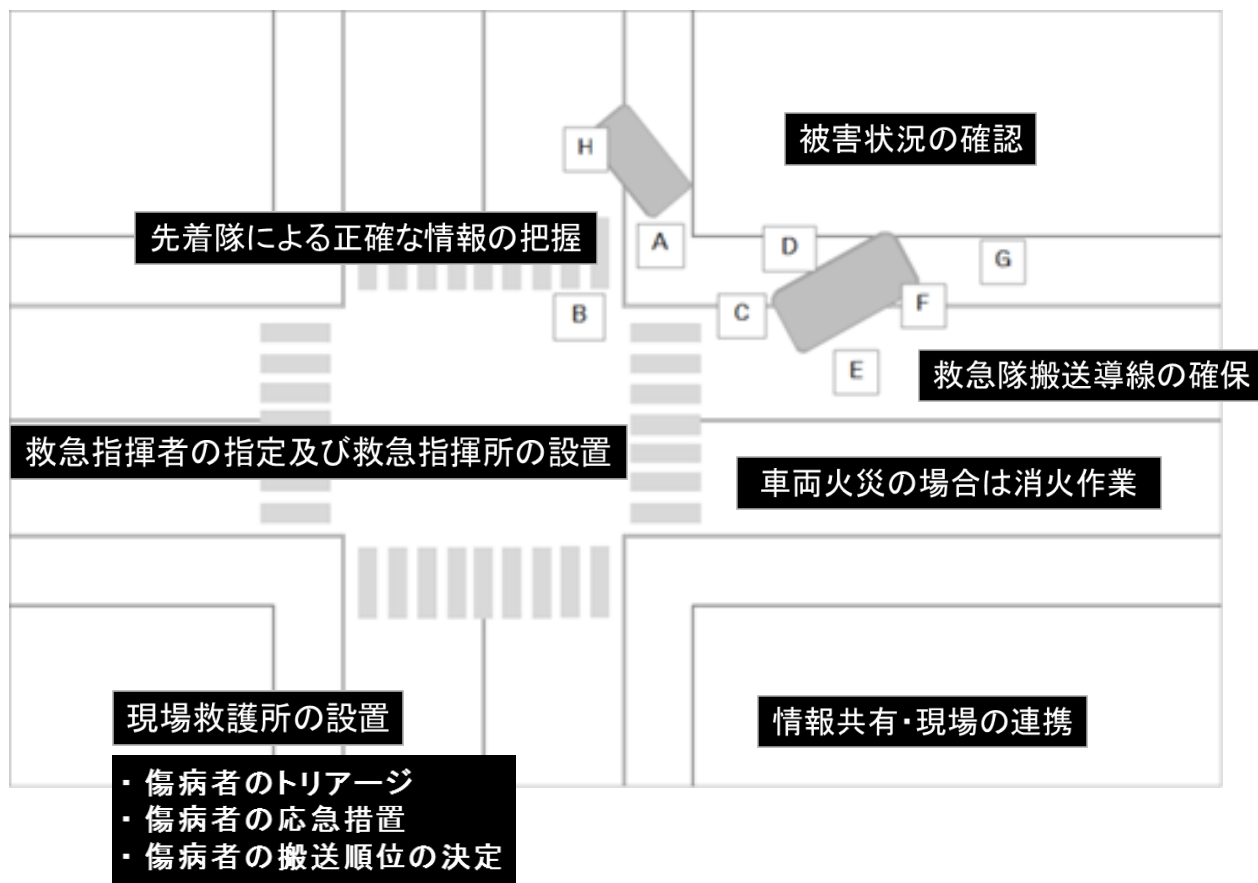 被害状況の確認
H
先着隊による正確な情報の把握
A
D
G
B
C
F
E
救急隊搬送導線の確保
救急指揮者の指定及び救急指揮所の設置
車両火災の場合は消火作業
現場救護所の設置
・傷病者のトリアージ
・傷病者の応急措置
・傷病者の搬送順位の決定
情報共有・現場の連携